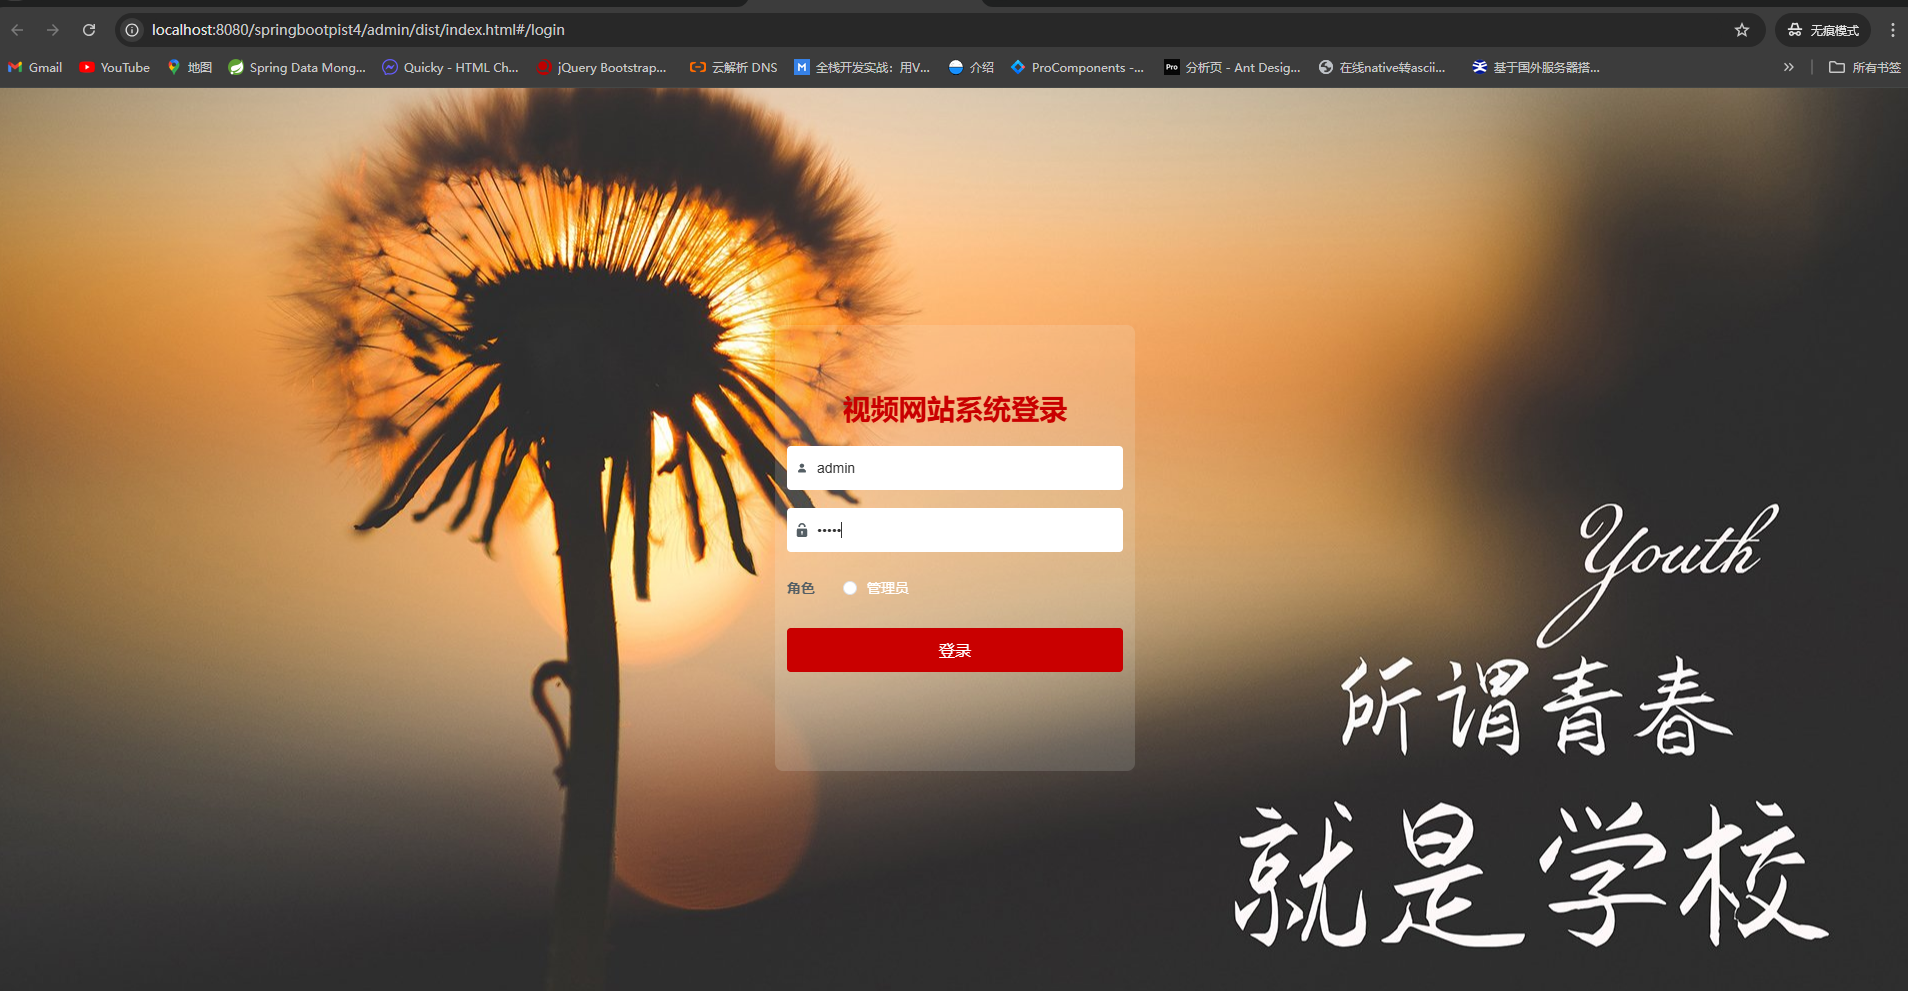 localhost:8080/springbootpist4/admin/dist/index.html#/login
无痕模式
Gmail
YouTube
地图
Spring Data Mong...
Quicky - HTML Ch...
jQuery Bootstrap...
云解析 DNS
全栈开发实战：用V...
介绍
ProComponents -...
Pro
分析页 - Ant Desig...
在线native转ascii...
基于国外服务器搭...
所有书签
视频网站系统登录
admin
•••••
角色
管理员
登录
Youth
所谓青春
就是学校